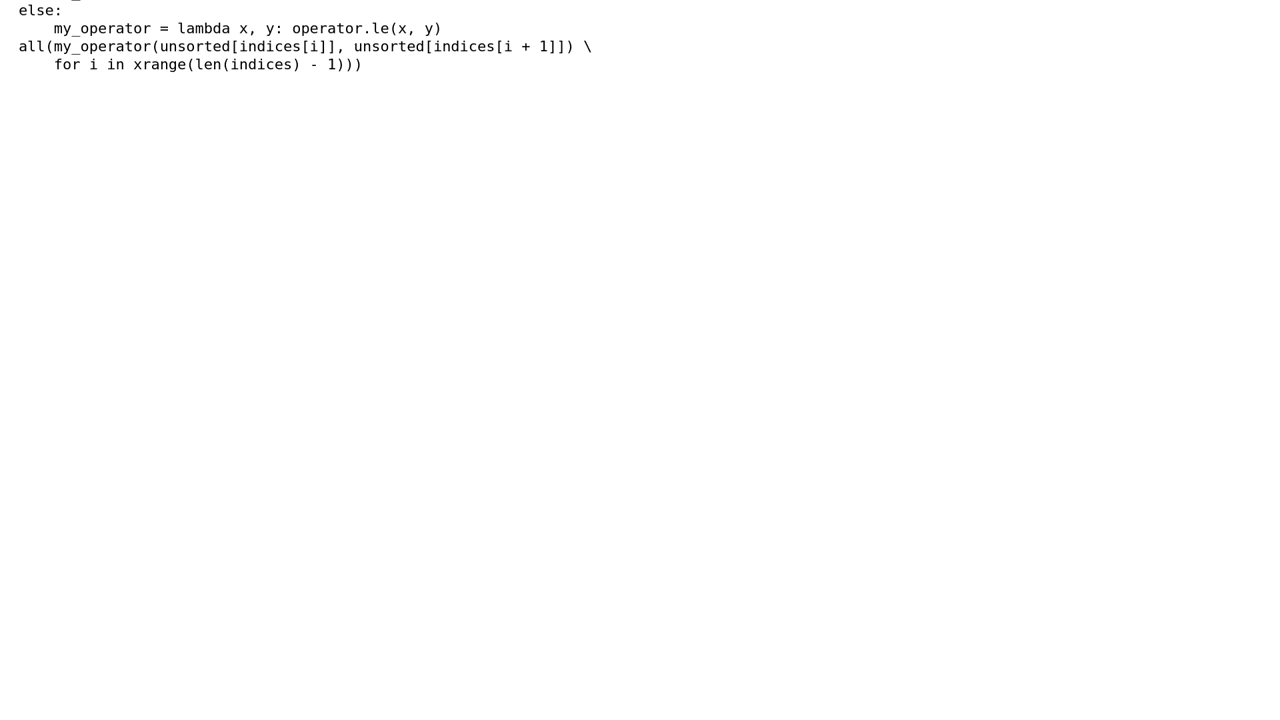 else:
    my_operator = lambda x, y: operator.le(x, y)
all(my_operator(unsorted[indices[i]], unsorted[indices[i + 1]]) \
    for i in xrange(len(indices) - 1)))